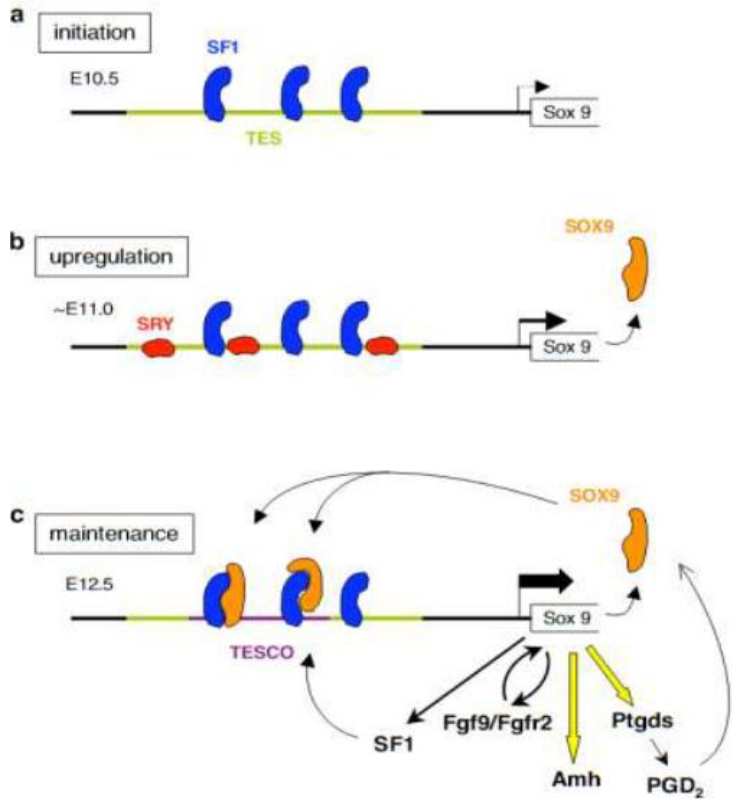 a
initiation
SF1
E10.5
Sox 9
TES
b
upregulation
SOX9
~E11.0
SRY
Sox 9
c
maintenance
SOX9
E12.5
Sox 9
TESCO
SF1
Fgf9/Fgfr2
Ptgds
Amh
PGD₂